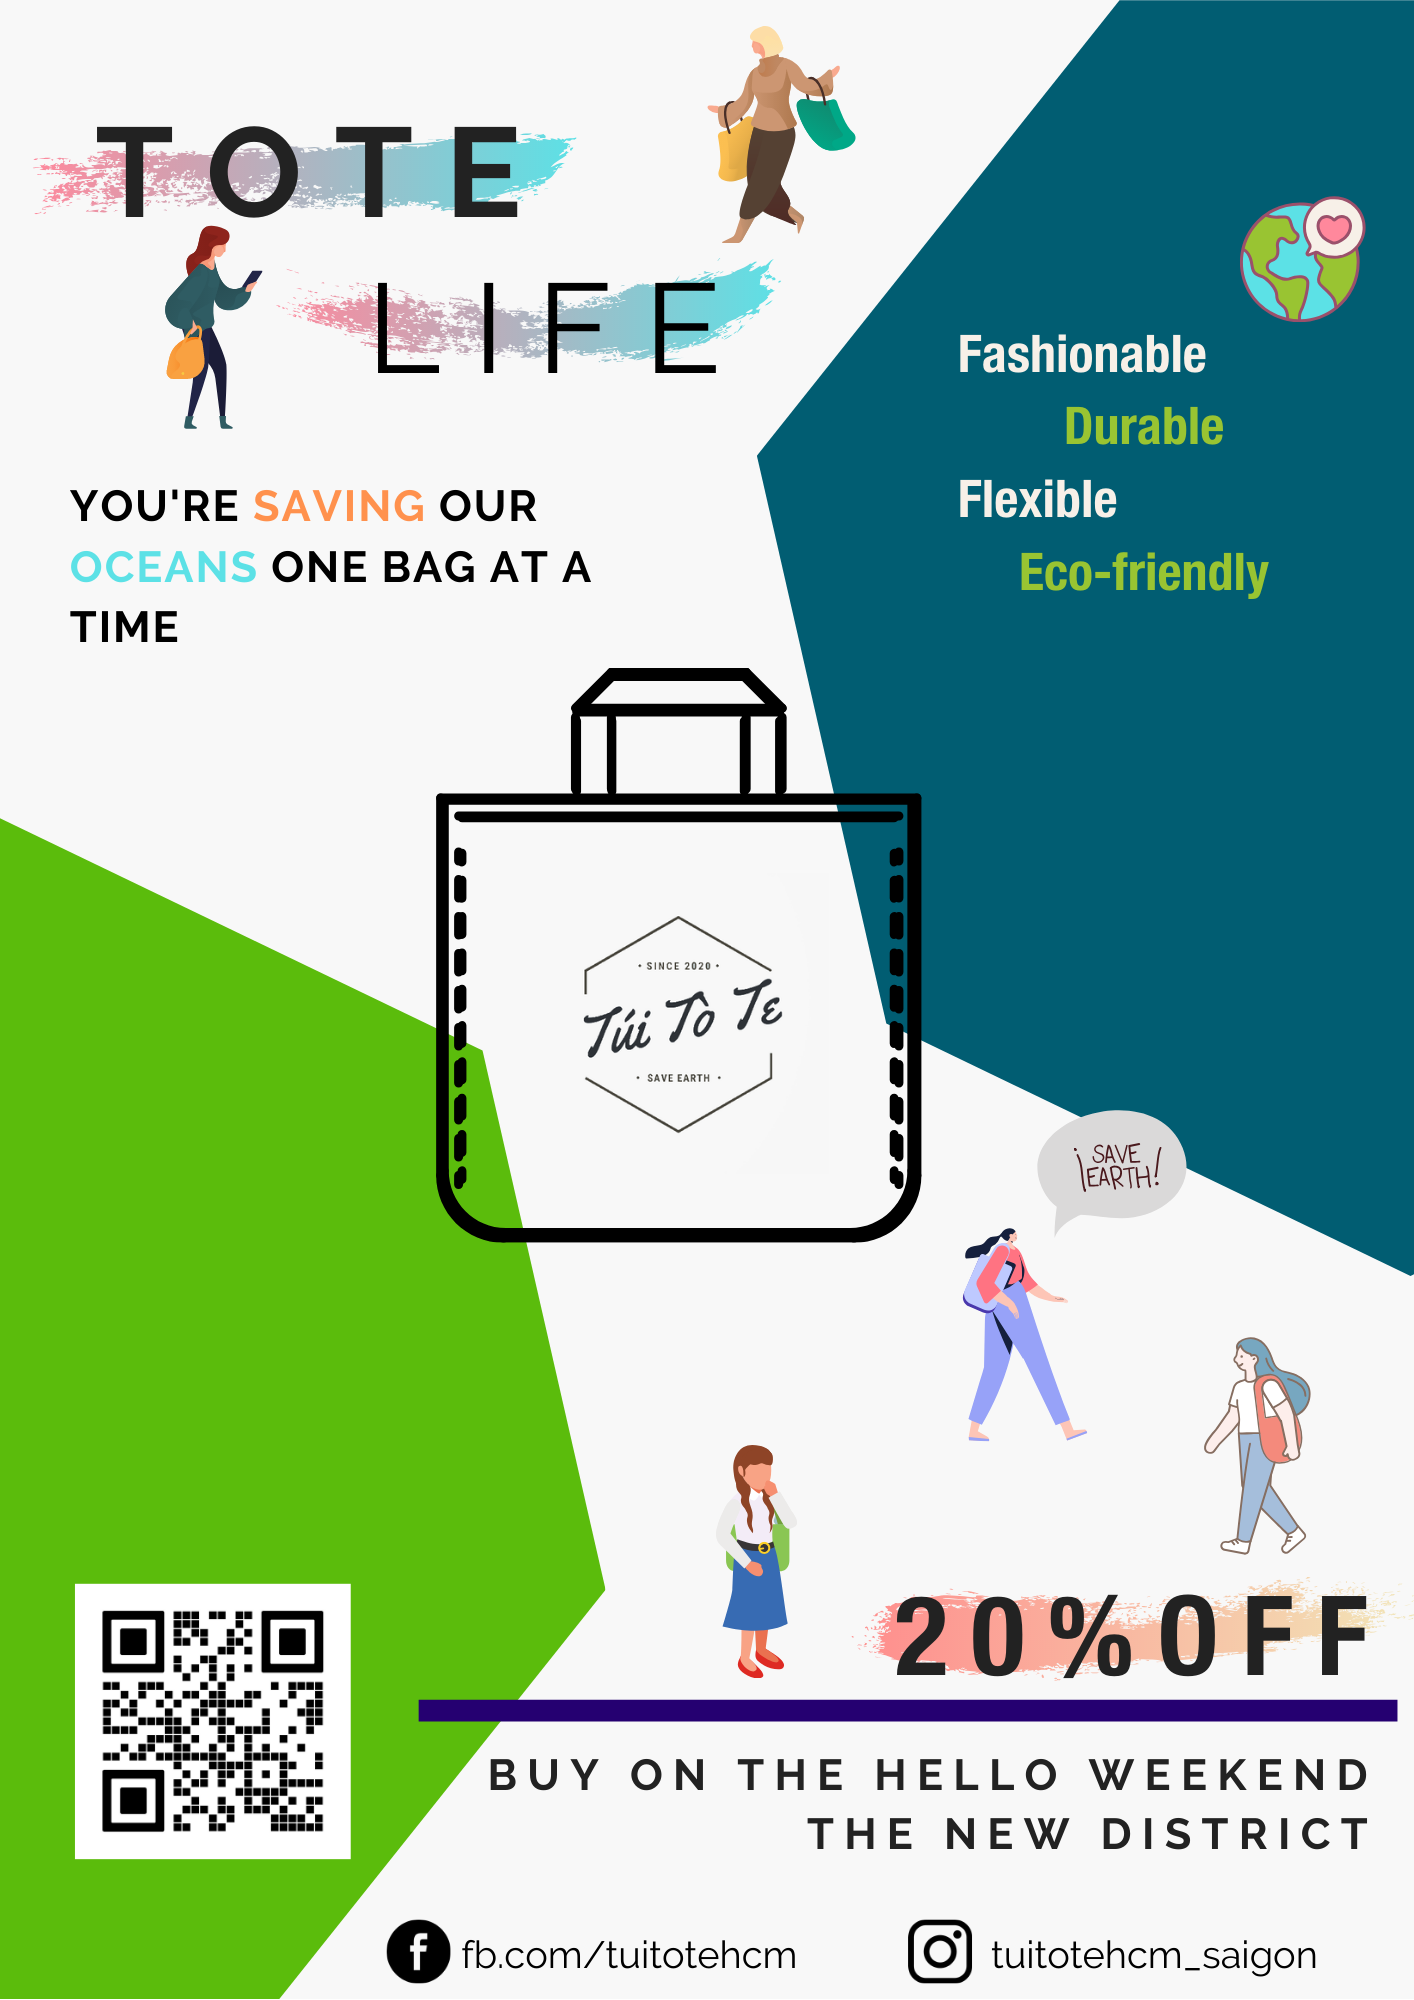 TOTE
LIFE
Fashionable
Durable
Flexible
Eco-friendly
YOU'RE SAVING OUR
OCEANS ONE BAG AT A
TIME
• SINCE 2020 •
Túi Tò Te
• SAVE EARTH •
¡SAVE
EARTH!
20%OFF
BUY ON THE HELLO WEEKEND
THE NEW DISTRICT
fb.com/tuitotehcm
tuitotehcm_saigon